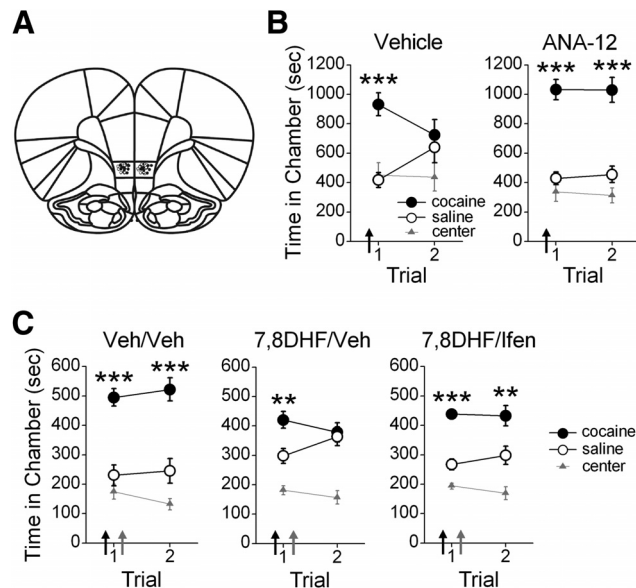 A
B
Vehicle
ANA-12
Time in Chamber (sec)
1200
1000
800
600
400
200
0
***
cocaine
saline
center
1
2
Trial
1200
1000
800
600
400
200
0
***
***
1
2
Trial
C
Veh/Veh
7,8DHF/Veh
7,8DHF/Ifen
Time in Chamber (sec)
600
500
400
300
200
100
0
***
***
1
2
Trial
600
500
400
300
200
100
0
**
1
2
Trial
600
500
400
300
200
100
0
***
**
1
2
Trial
cocaine
saline
center